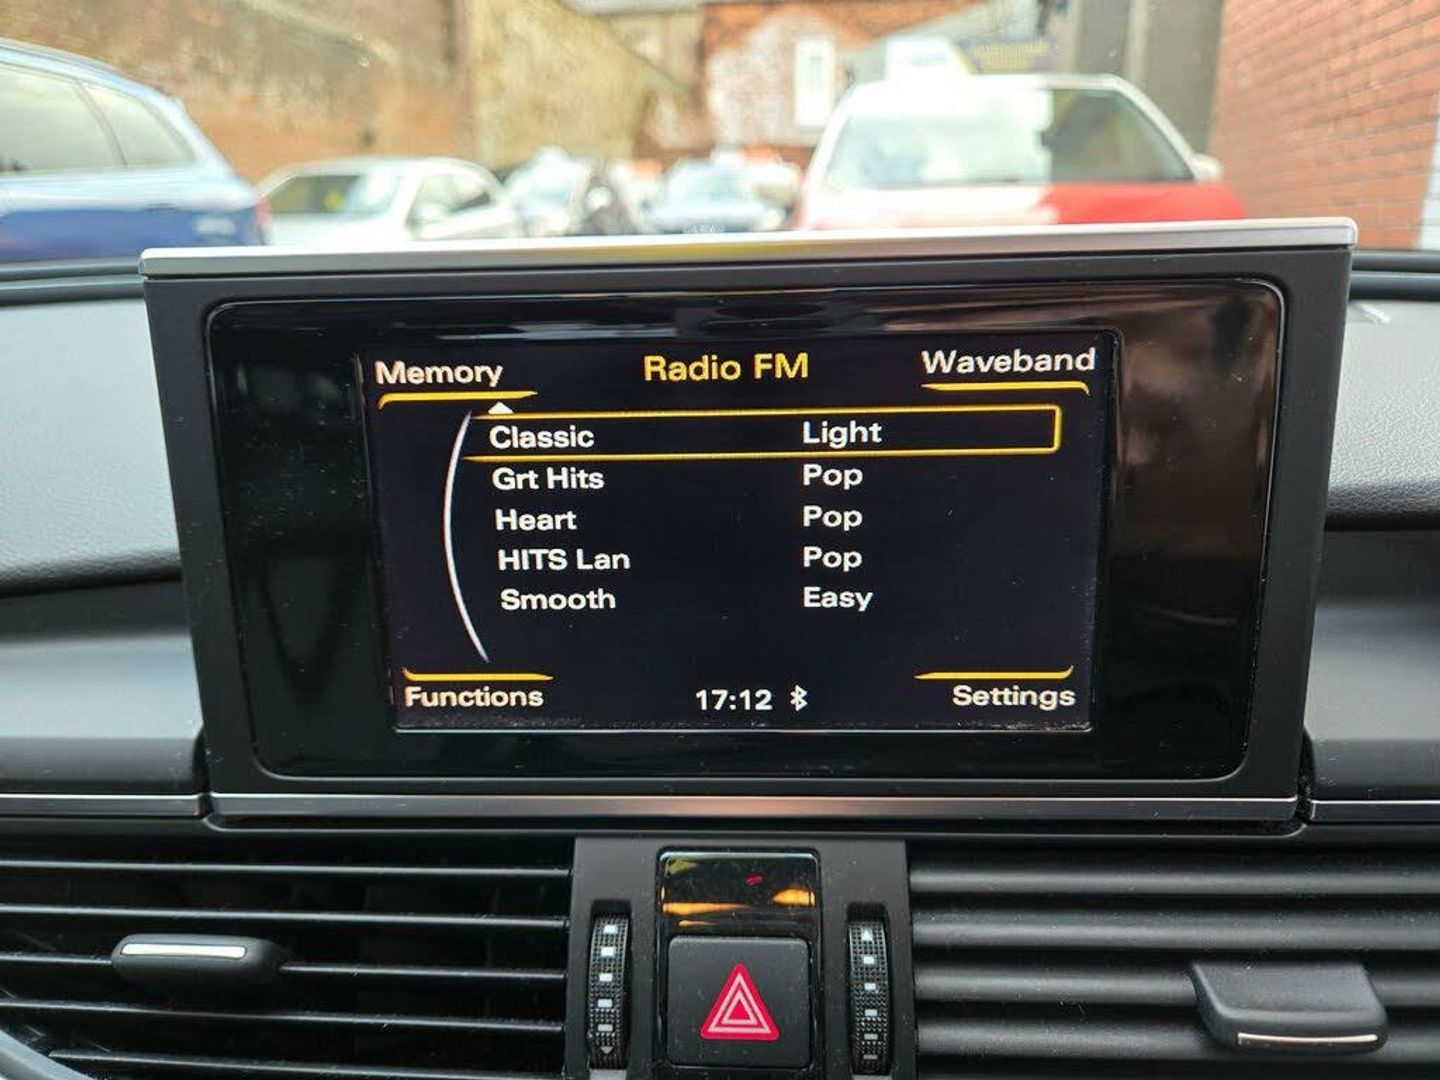 Memory Radio FM Waveband
Classic Light
Grt Hits Pop
Heart Pop
HITS Lan Pop
Smooth Easy
Functions 17:12 Settings